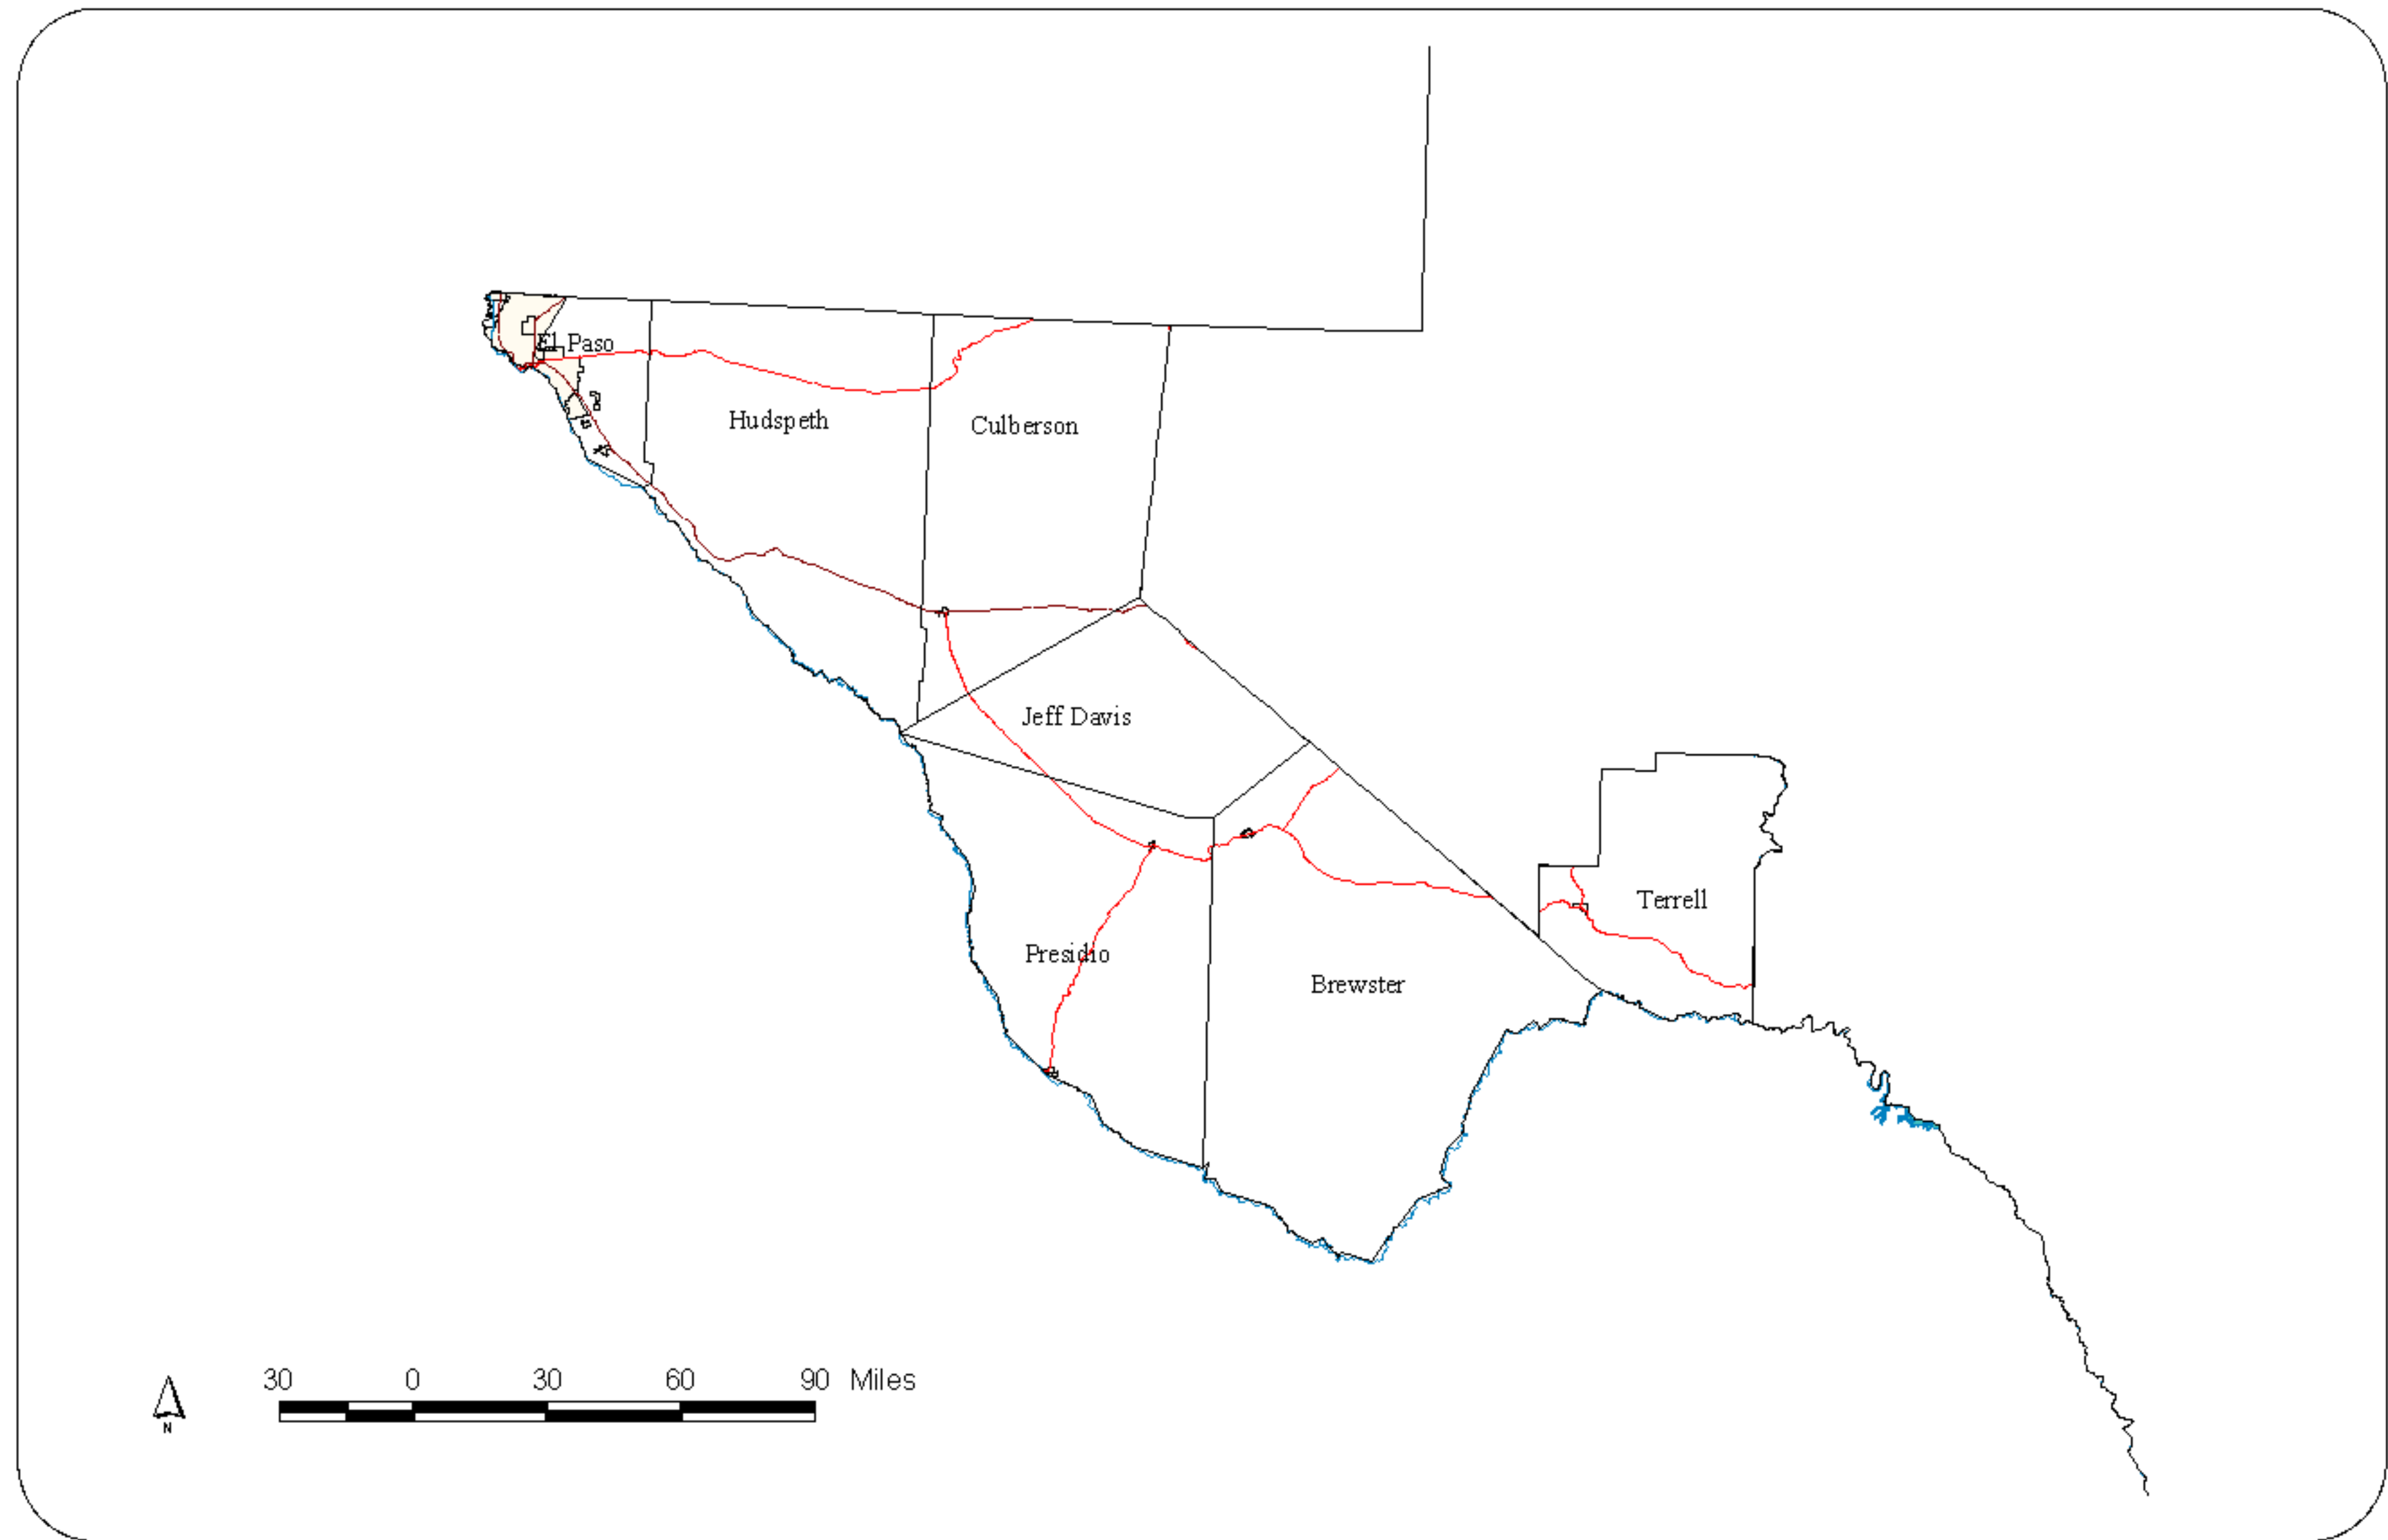 El Paso
Hudspeth
Culberson
Jeff Davis
Terrell
Presidio
Brewster
30 0 30 60 90 Miles
N